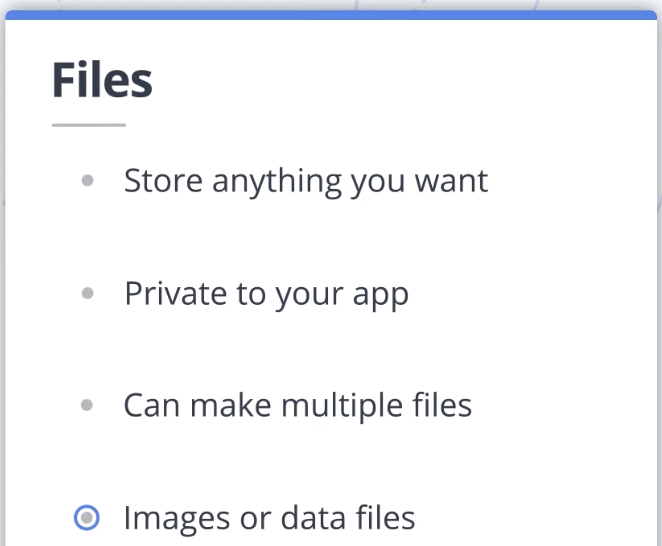 Files
Store anything you want
Private to your app
Can make multiple files
Images or data files